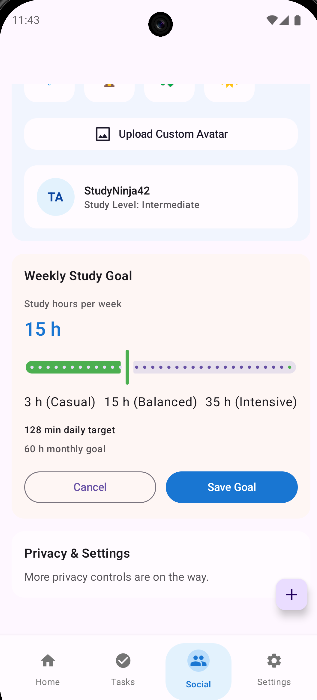 11:43
Upload Custom Avatar
TA
StudyNinja42
Study Level: Intermediate
Weekly Study Goal
Study hours per week
15 h
3 h (Casual) 15 h (Balanced) 35 h (Intensive)
128 min daily target
60 h monthly goal
Cancel Save Goal
Privacy & Settings
More privacy controls are on the way.
+
Home Tasks Social Settings